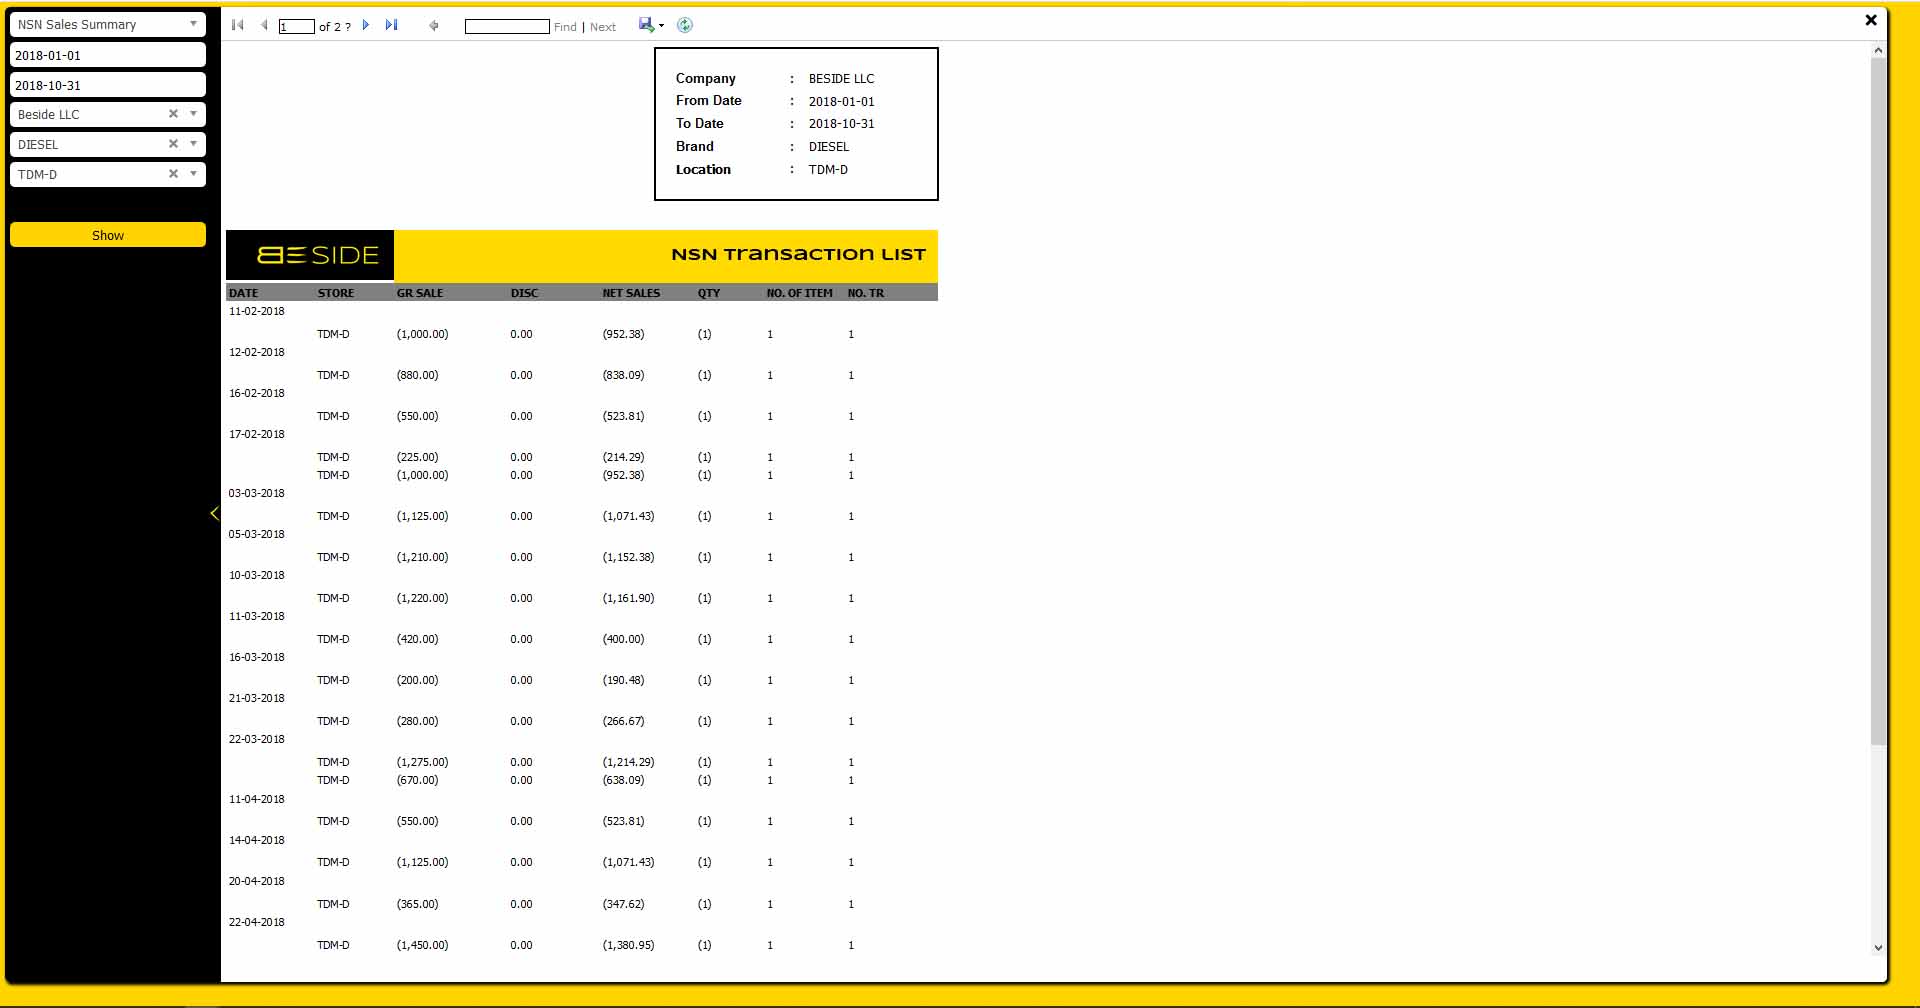 NSN Sales Summary
2018-01-01
2018-10-31
Beside LLC
DIESEL
TDM-D
Show
1 of 2 ? Find | Next
Company : BESIDE LLC
From Date : 2018-01-01
To Date : 2018-10-31
Brand : DIESEL
Location : TDM-D
BESIDE NSN Transaction List
DATE STORE GR SALE DISC NET SALES QTY NO. OF ITEM NO. TR
11-02-2018
TDM-D (1,000.00) 0.00 (952.38) (1) 1 1
12-02-2018
TDM-D (880.00) 0.00 (838.09) (1) 1 1
16-02-2018
TDM-D (550.00) 0.00 (523.81) (1) 1 1
17-02-2018
TDM-D (225.00) 0.00 (214.29) (1) 1 1
TDM-D (1,000.00) 0.00 (952.38) (1) 1 1
03-03-2018
TDM-D (1,125.00) 0.00 (1,071.43) (1) 1 1
05-03-2018
TDM-D (1,210.00) 0.00 (1,152.38) (1) 1 1
10-03-2018
TDM-D (1,220.00) 0.00 (1,161.90) (1) 1 1
11-03-2018
TDM-D (420.00) 0.00 (400.00) (1) 1 1
16-03-2018
TDM-D (200.00) 0.00 (190.48) (1) 1 1
21-03-2018
TDM-D (280.00) 0.00 (266.67) (1) 1 1
22-03-2018
TDM-D (1,275.00) 0.00 (1,214.29) (1) 1 1
TDM-D (670.00) 0.00 (638.09) (1) 1 1
11-04-2018
TDM-D (550.00) 0.00 (523.81) (1) 1 1
14-04-2018
TDM-D (1,125.00) 0.00 (1,071.43) (1) 1 1
20-04-2018
TDM-D (365.00) 0.00 (347.62) (1) 1 1
22-04-2018
TDM-D (1,450.00) 0.00 (1,380.95) (1) 1 1